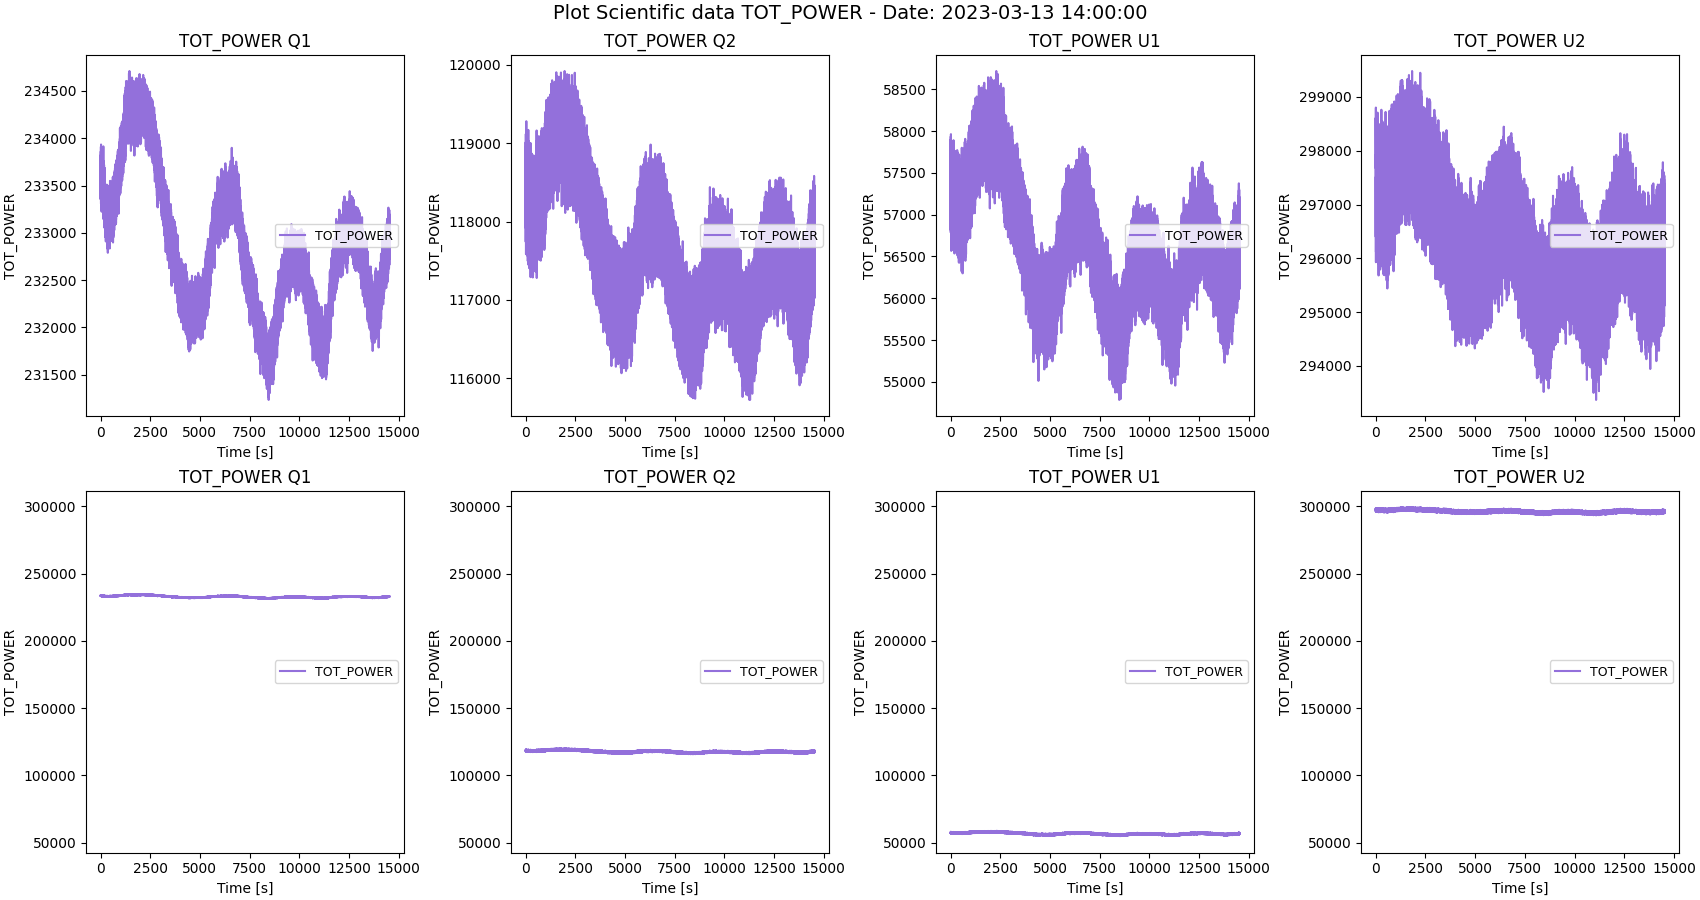 Plot Scientific data TOT_POWER - Date: 2023-03-13 14:00:00
TOT_POWER Q1
TOT_POWER
234500
234000
233500
233000
232500
232000
231500
TOT_POWER
0 2500 5000 7500 10000 12500 15000
Time [s]
TOT_POWER Q2
TOT_POWER
120000
119000
118000
117000
116000
TOT_POWER
0 2500 5000 7500 10000 12500 15000
Time [s]
TOT_POWER U1
TOT_POWER
58500
58000
57500
57000
56500
56000
55500
55000
TOT_POWER
0 2500 5000 7500 10000 12500 15000
Time [s]
TOT_POWER U2
TOT_POWER
299000
298000
297000
296000
295000
294000
TOT_POWER
0 2500 5000 7500 10000 12500 15000
Time [s]
TOT_POWER Q1
TOT_POWER
300000
250000
200000
150000
100000
50000
TOT_POWER
0 2500 5000 7500 10000 12500 15000
Time [s]
TOT_POWER Q2
TOT_POWER
300000
250000
200000
150000
100000
50000
TOT_POWER
0 2500 5000 7500 10000 12500 15000
Time [s]
TOT_POWER U1
TOT_POWER
300000
250000
200000
150000
100000
50000
TOT_POWER
0 2500 5000 7500 10000 12500 15000
Time [s]
TOT_POWER U2
TOT_POWER
300000
250000
200000
150000
100000
50000
TOT_POWER
0 2500 5000 7500 10000 12500 15000
Time [s]